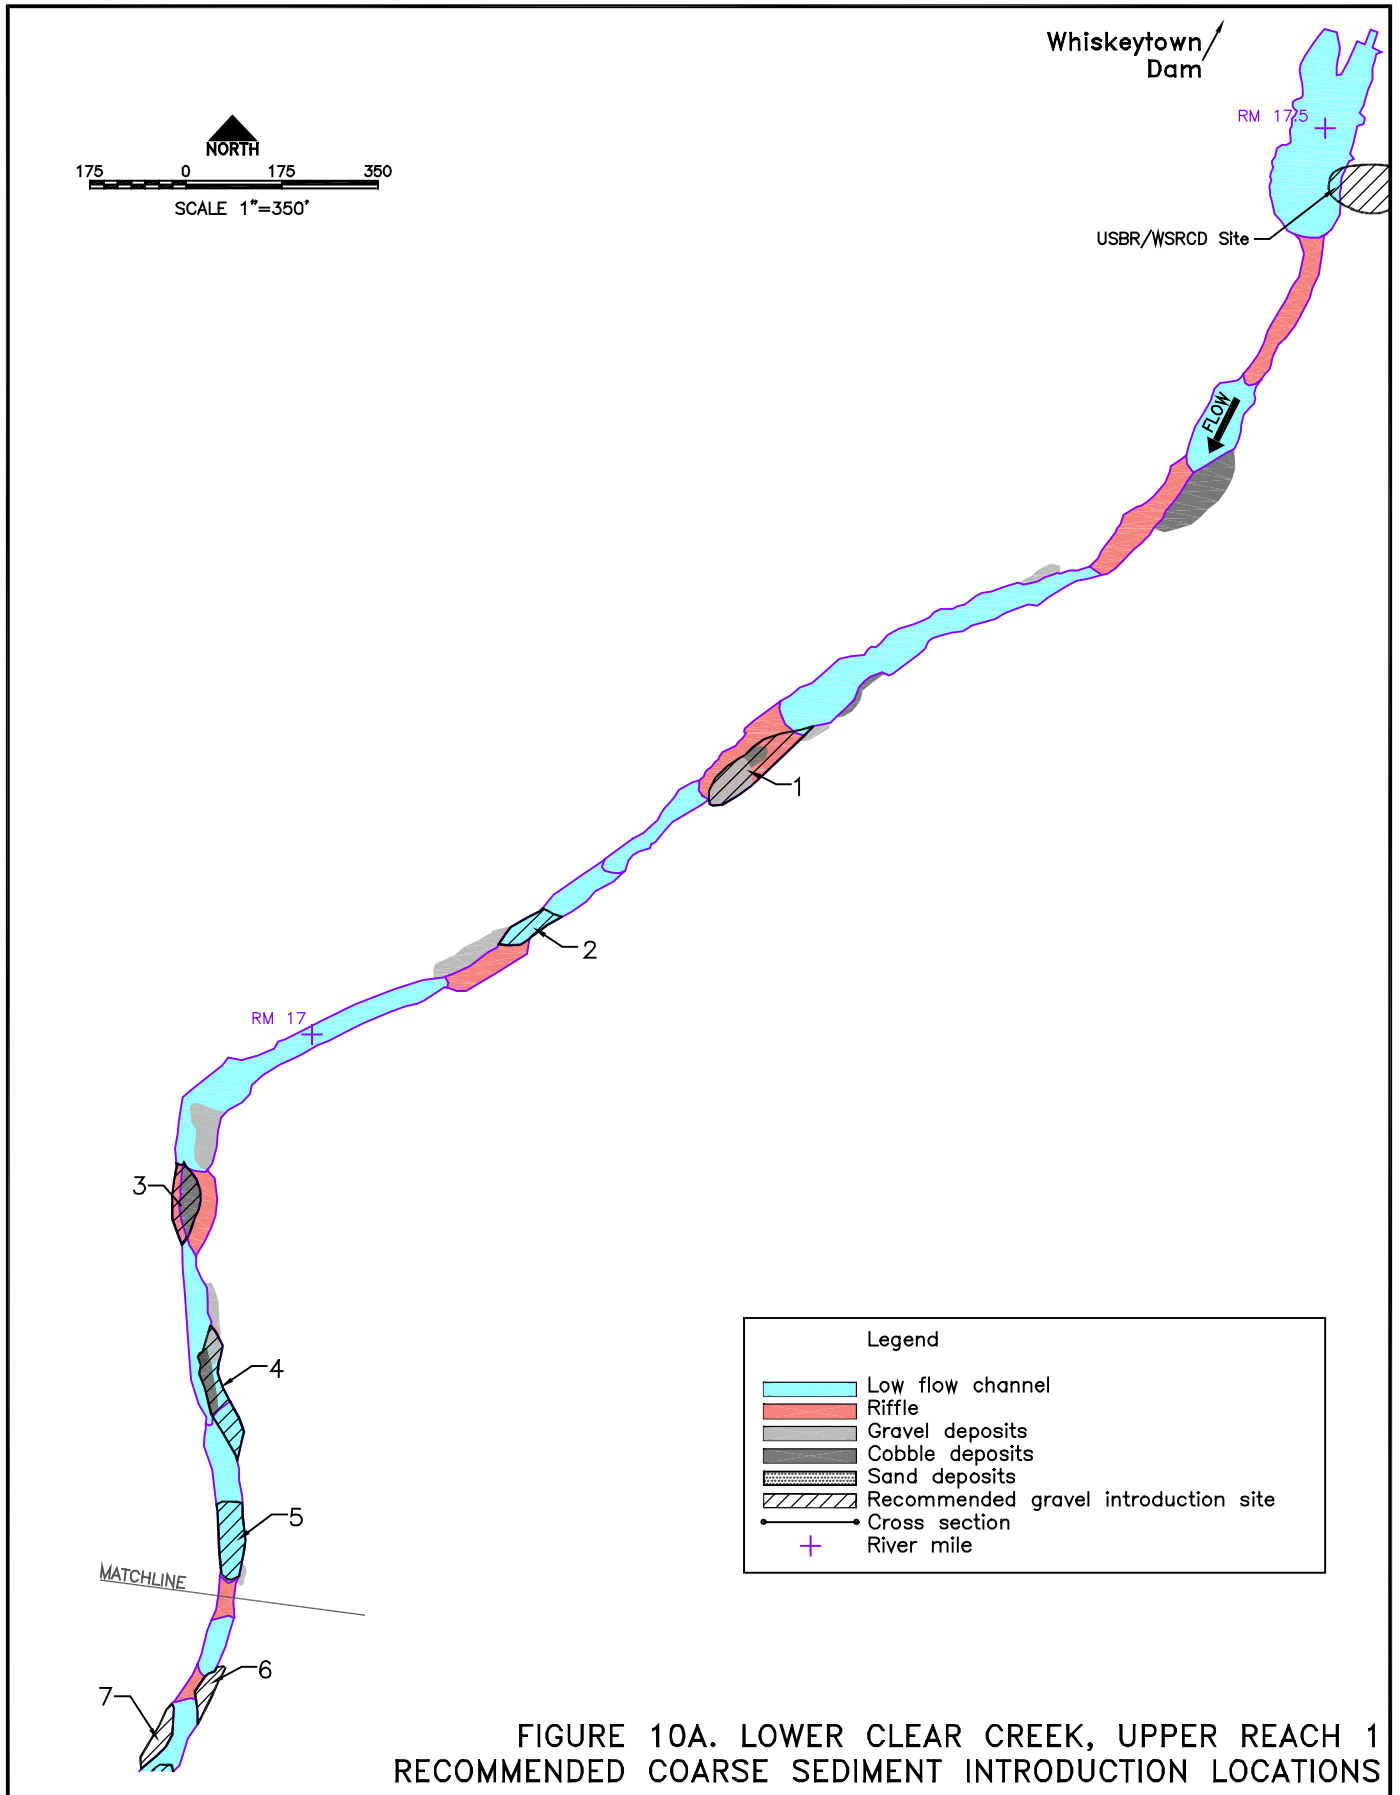 Whiskeytown
Dam
RM 17.5
NORTH
175 0 175 350
SCALE 1"=350'
USBR/WSRCD Site
FLOW
1
2
RM 17
3
4
5
MATCHLINE
6
7
Legend
Low flow channel
Riffle
Gravel deposits
Cobble deposits
Sand deposits
Recommended gravel introduction site
Cross section
River mile
FIGURE 10A. LOWER CLEAR CREEK, UPPER REACH 1
RECOMMENDED COARSE SEDIMENT INTRODUCTION LOCATIONS